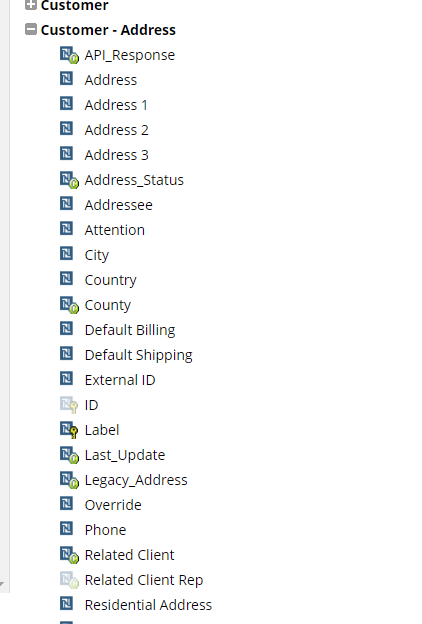 Customer
Customer - Address
API_Response
Address
Address 1
Address 2
Address 3
Address_Status
Addressee
Attention
City
Country
County
Default Billing
Default Shipping
External ID
ID
Label
Last_Update
Legacy_Address
Override
Phone
Related Client
Related Client Rep
Residential Address